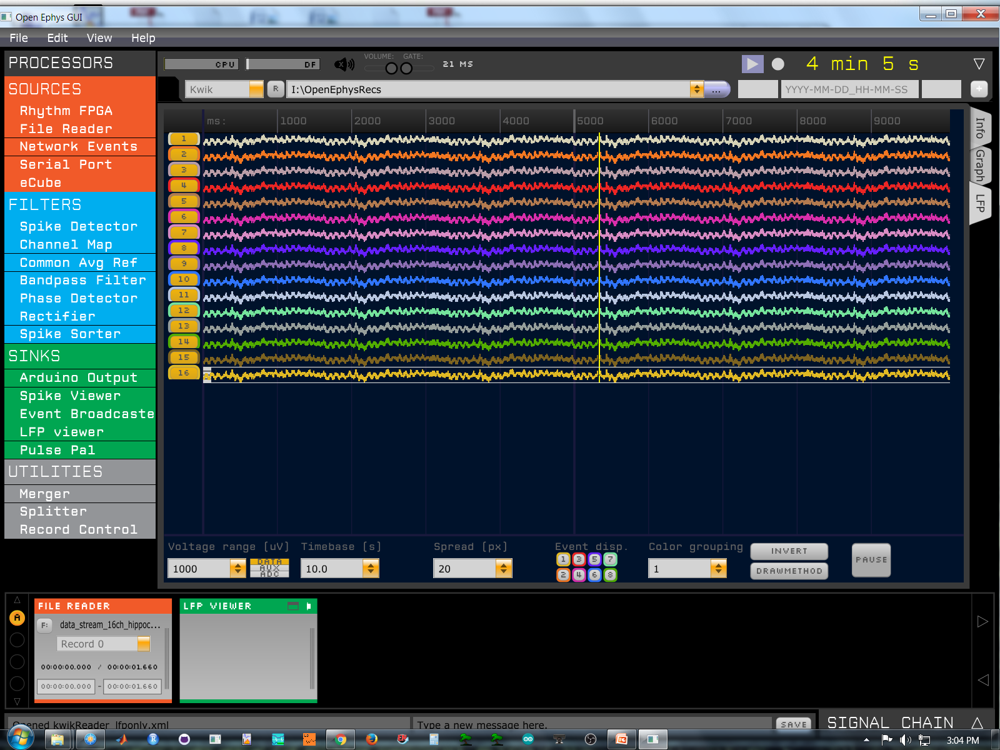 Open Ephys GUI
File Edit View Help
PROCESSORS
SOURCES
Rhythm FPGA
File Reader
Network Events
Serial Port
eCube
FILTERS
Spike Detector
Channel Map
Common Avg Ref
Bandpass Filter
Phase Detector
Rectifier
Spike Sorter
SINKS
Arduino Output
Spike Viewer
Event Broadcaste
LFP viewer
Pulse Pal
UTILITIES
Merger
Splitter
Record Control
CPU DF VOLUME: GATE: 21 MS 4 min 5 s
Kwik R I:\OpenEphysRecs ... YYYY-MM-DD_HH-MM-SS +
Info
Graph
LFP
ms: 1000 2000 3000 4000 5000 6000 7000 8000 9000
1
2
3
4
5
6
7
8
9
10
11
12
13
14
15
16
Voltage range [uV] Timebase [s] Spread [px] Event disp. Color grouping
1000 DATA AUX ADC 10.0 20 1 3 5 7 2 4 6 8 1 INVERT DRAWMETHOD PAUSE
A
FILE READER
F: data_stream_16ch_hippoc...
Record 0
00:00:00.000 / 00:00:01.660
00:00:00.000 - 00:00:01.660
LFP VIEWER
Opened kwikReader_lfponly.xml Type a new message here. SAVE SIGNAL CHAIN
3:04 PM